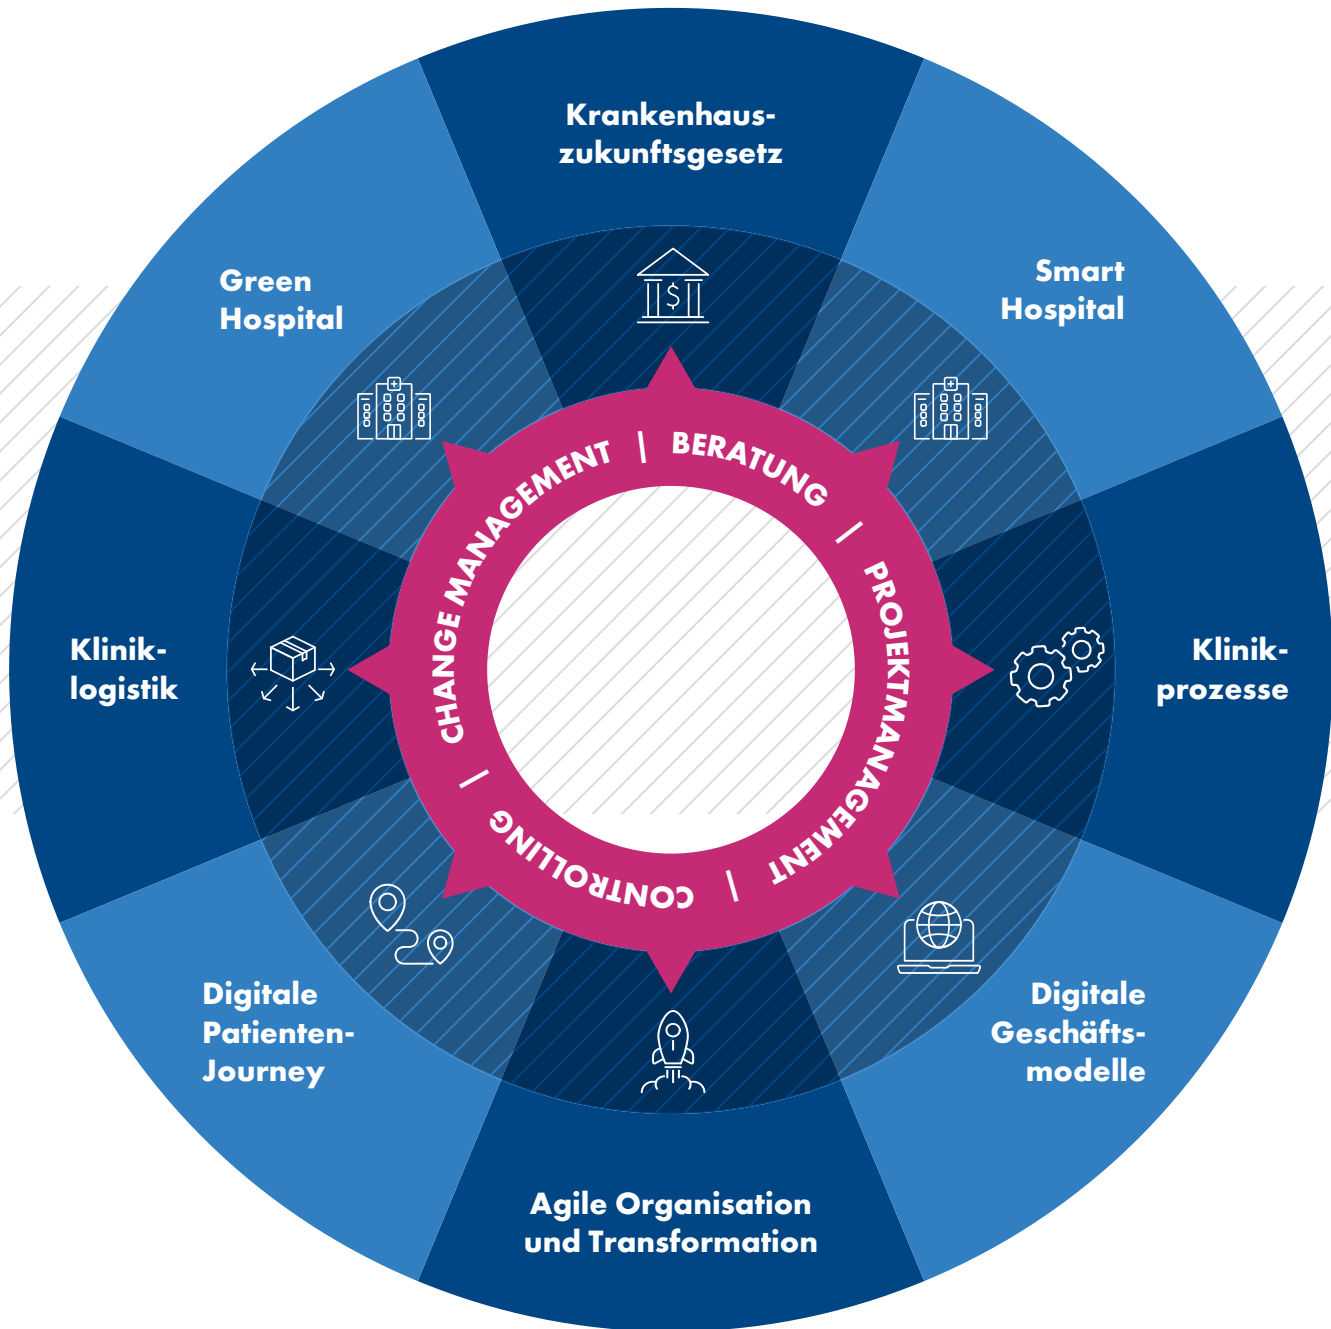 Krankenhaus-
zukunftsgesetz
Smart
Hospital
Klinik-
prozesse
Digitale
Geschäfts-
modelle
Agile Organisation
und Transformation
Digitale
Patienten-
Journey
Klinik-
logistik
Green
Hospital
$
BERATUNG | PROJEKTMANAGEMENT | CONTROLLING | CHANGE MANAGEMENT |